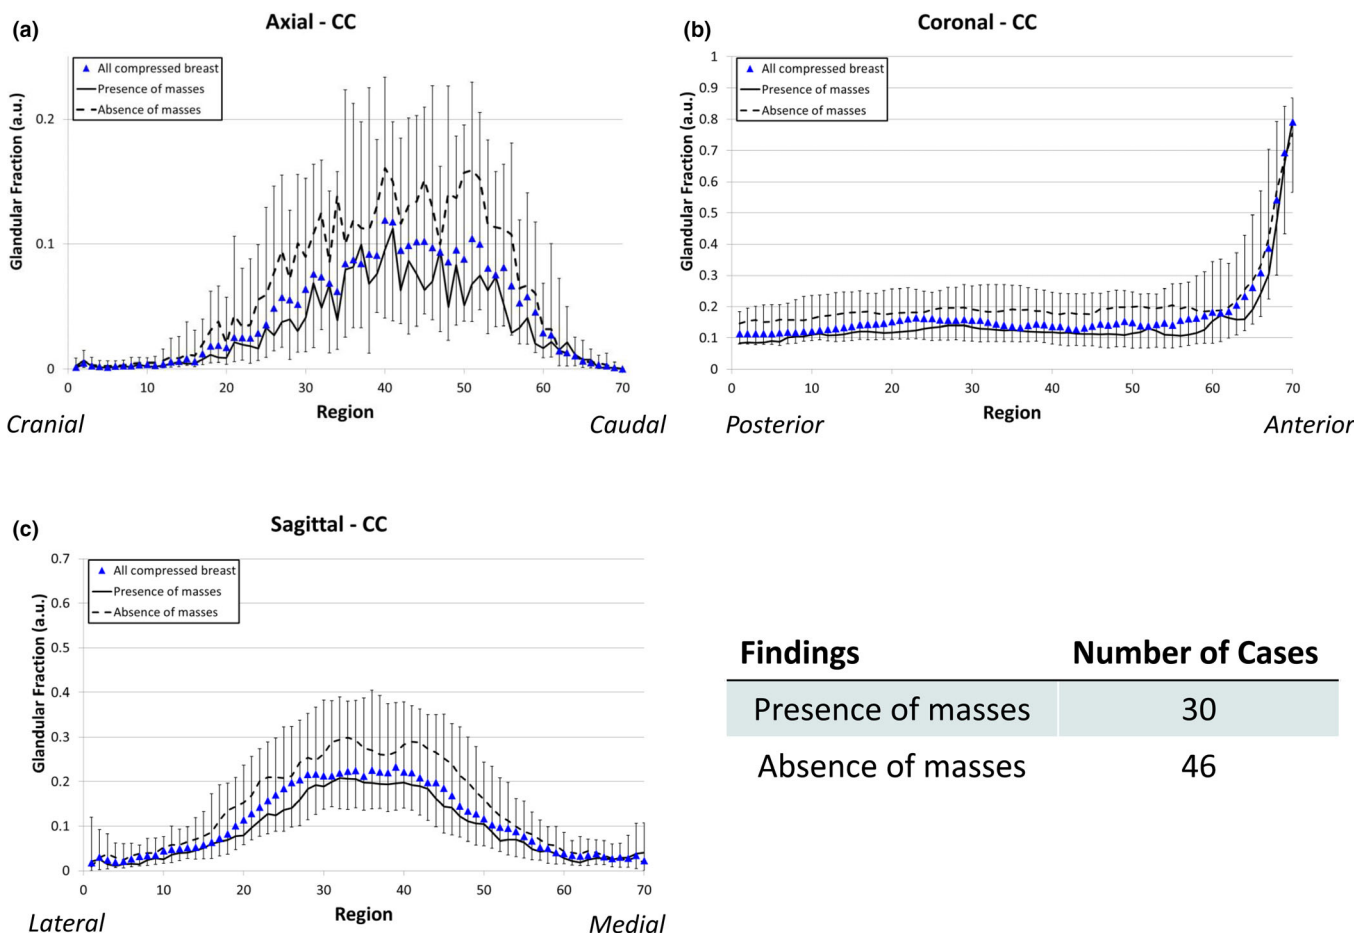 (a)
Axial - CC
All compressed breast
Presence of masses
Absence of masses
Glandular Fraction (a.u.)
0.2
0.1
0
0 10 20 30 40 50 60 70
Region
Cranial
Caudal
(b)
Coronal - CC
All compressed breast
Presence of masses
Absence of masses
Glandular Fraction (a.u.)
1
0.9
0.8
0.7
0.6
0.5
0.4
0.3
0.2
0.1
0
0 10 20 30 40 50 60 70
Region
Posterior
Anterior
(c)
Sagittal - CC
All compressed breast
Presence of masses
Absence of masses
Glandular Fraction (a.u.)
0.7
0.6
0.5
0.4
0.3
0.2
0.1
0
0 10 20 30 40 50 60 70
Region
Lateral
Medial
Findings Number of Cases
Presence of masses 30
Absence of masses 46